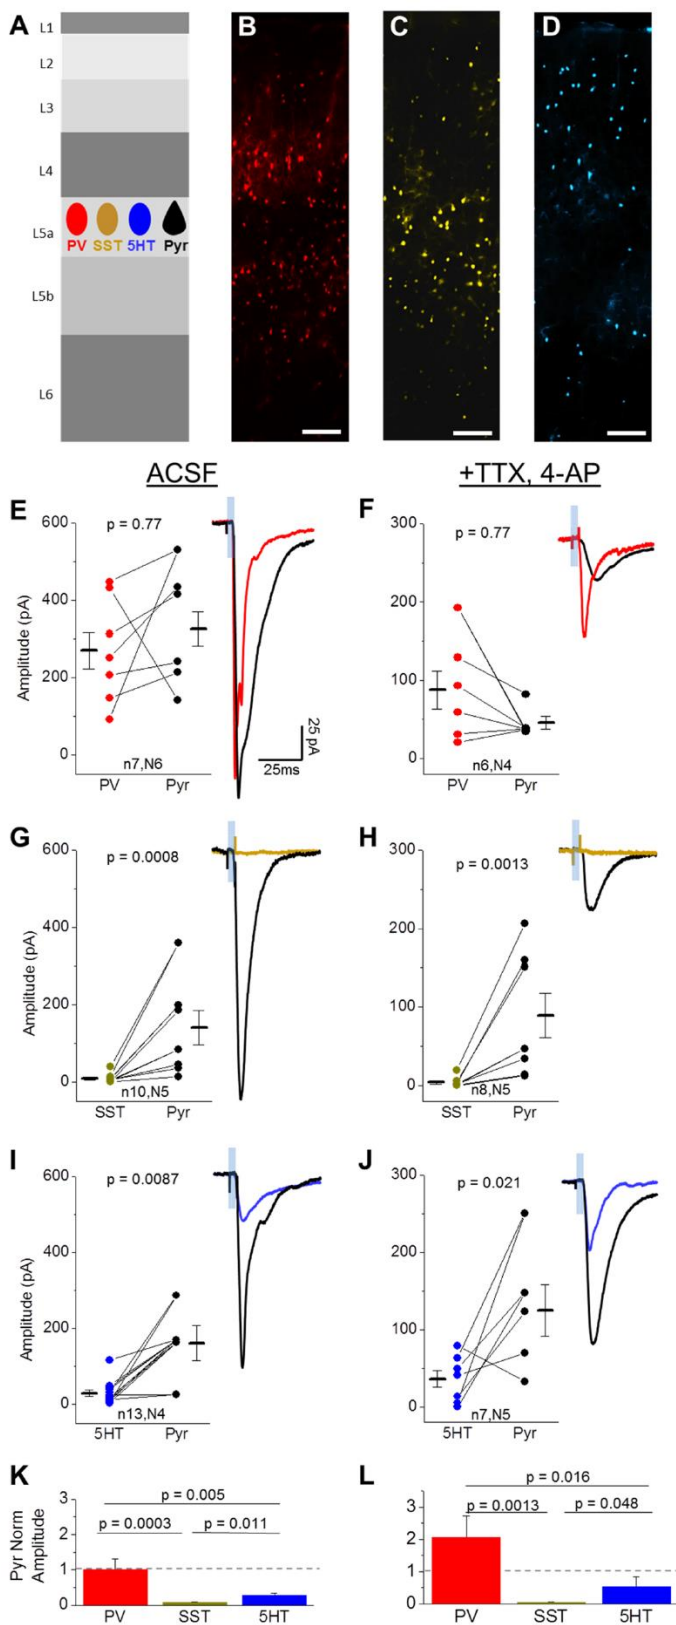 A
B
C
D
L1
L2
L3
L4
L5a
PV SST 5HT Pyr
L5b
L6
ACSF
+TTX, 4-AP
E
600
400
200
0
Amplitude (pA)
p = 0.77
n7,N6
PV Pyr
25 pA
25ms
F
300
200
100
0
p = 0.77
n6,N4
PV Pyr
G
600
400
200
0
Amplitude (pA)
p = 0.0008
n10,N5
SST Pyr
H
300
200
100
0
p = 0.0013
n8,N5
SST Pyr
I
600
400
200
0
Amplitude (pA)
p = 0.0087
n13,N4
5HT Pyr
J
300
200
100
0
p = 0.021
n7,N5
5HT Pyr
K
Pyr Norm
Amplitude
3
2
1
0
p = 0.005
p = 0.0003 p = 0.011
PV SST 5HT
L
3
2
1
0
p = 0.016
p = 0.0013 p = 0.048
PV SST 5HT